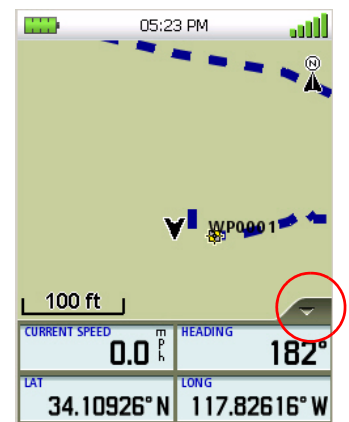 05:23 PM
N
WP0001
100 ft
CURRENT SPEED HEADING
0.0 mph 182°
LAT LONG
34.10926° N 117.82616° W